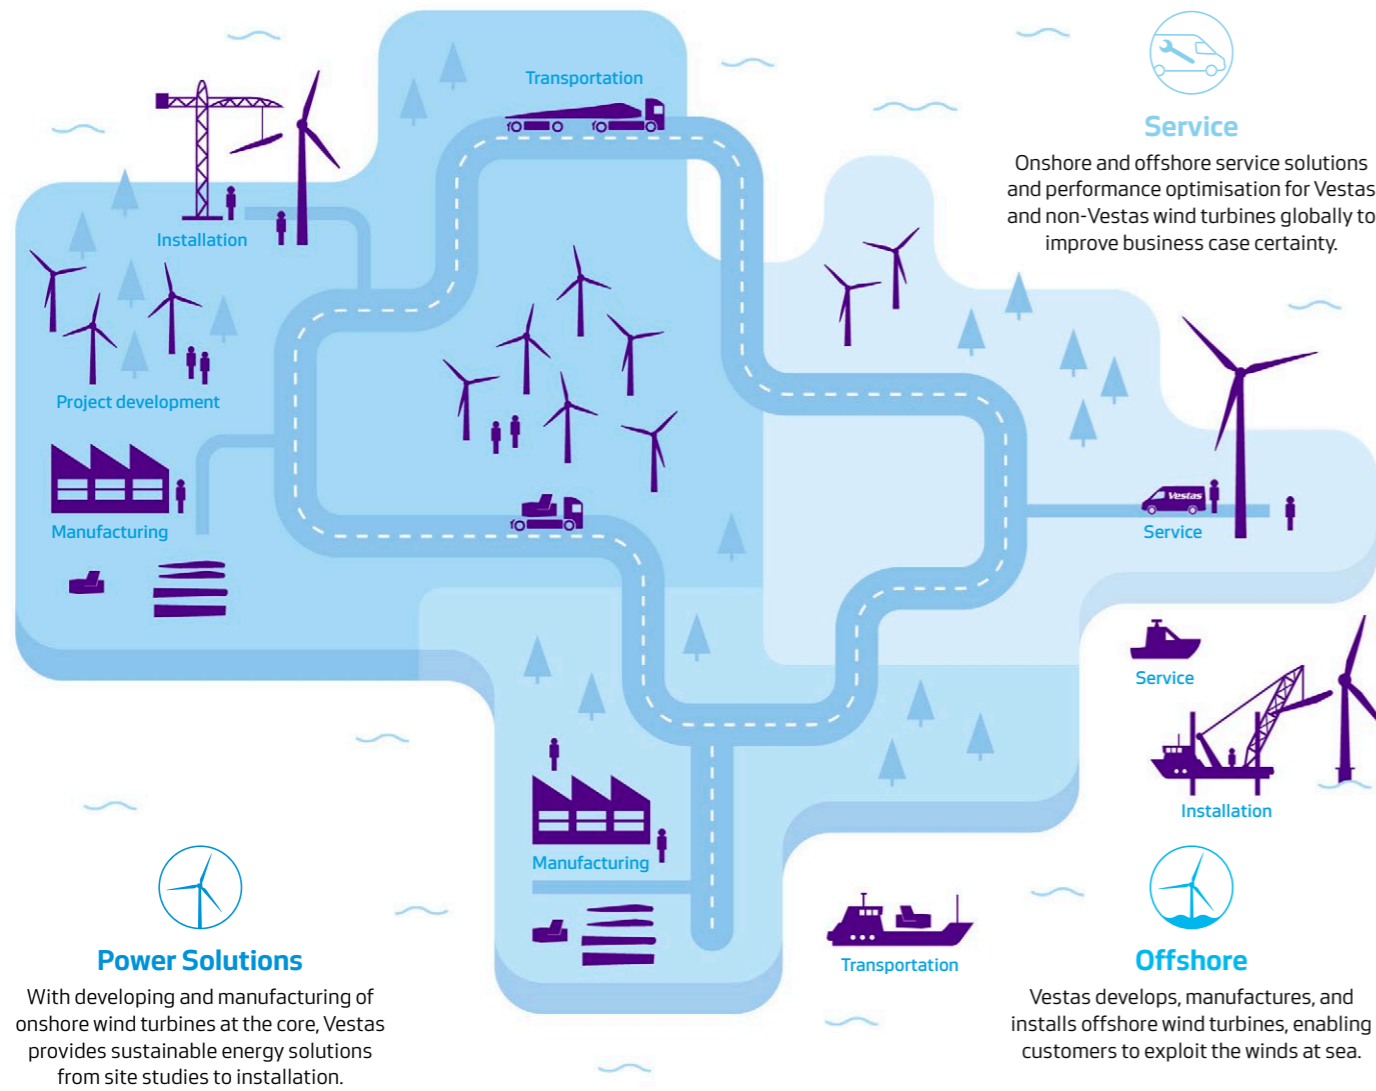 Transportation
Service
Onshore and offshore service solutions
and performance optimisation for Vestas
and non-Vestas wind turbines globally to
improve business case certainty.
Installation
Project development
Manufacturing
Vestas
Service
Service
Installation
Manufacturing
Transportation
Power Solutions
With developing and manufacturing of
onshore wind turbines at the core, Vestas
provides sustainable energy solutions
from site studies to installation.
Offshore
Vestas develops, manufactures, and
installs offshore wind turbines, enabling
customers to exploit the winds at sea.